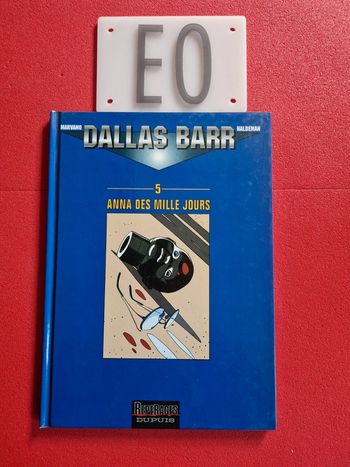 EO
MARVANO
HALDEMAN
DALLAS BARR
5
ANNA DES MILLE JOURS
REPERAGES
DUPUIS